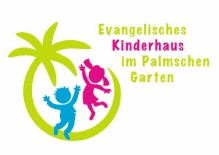 Evangelisches
Kinderhaus
im Palmschen
Garten